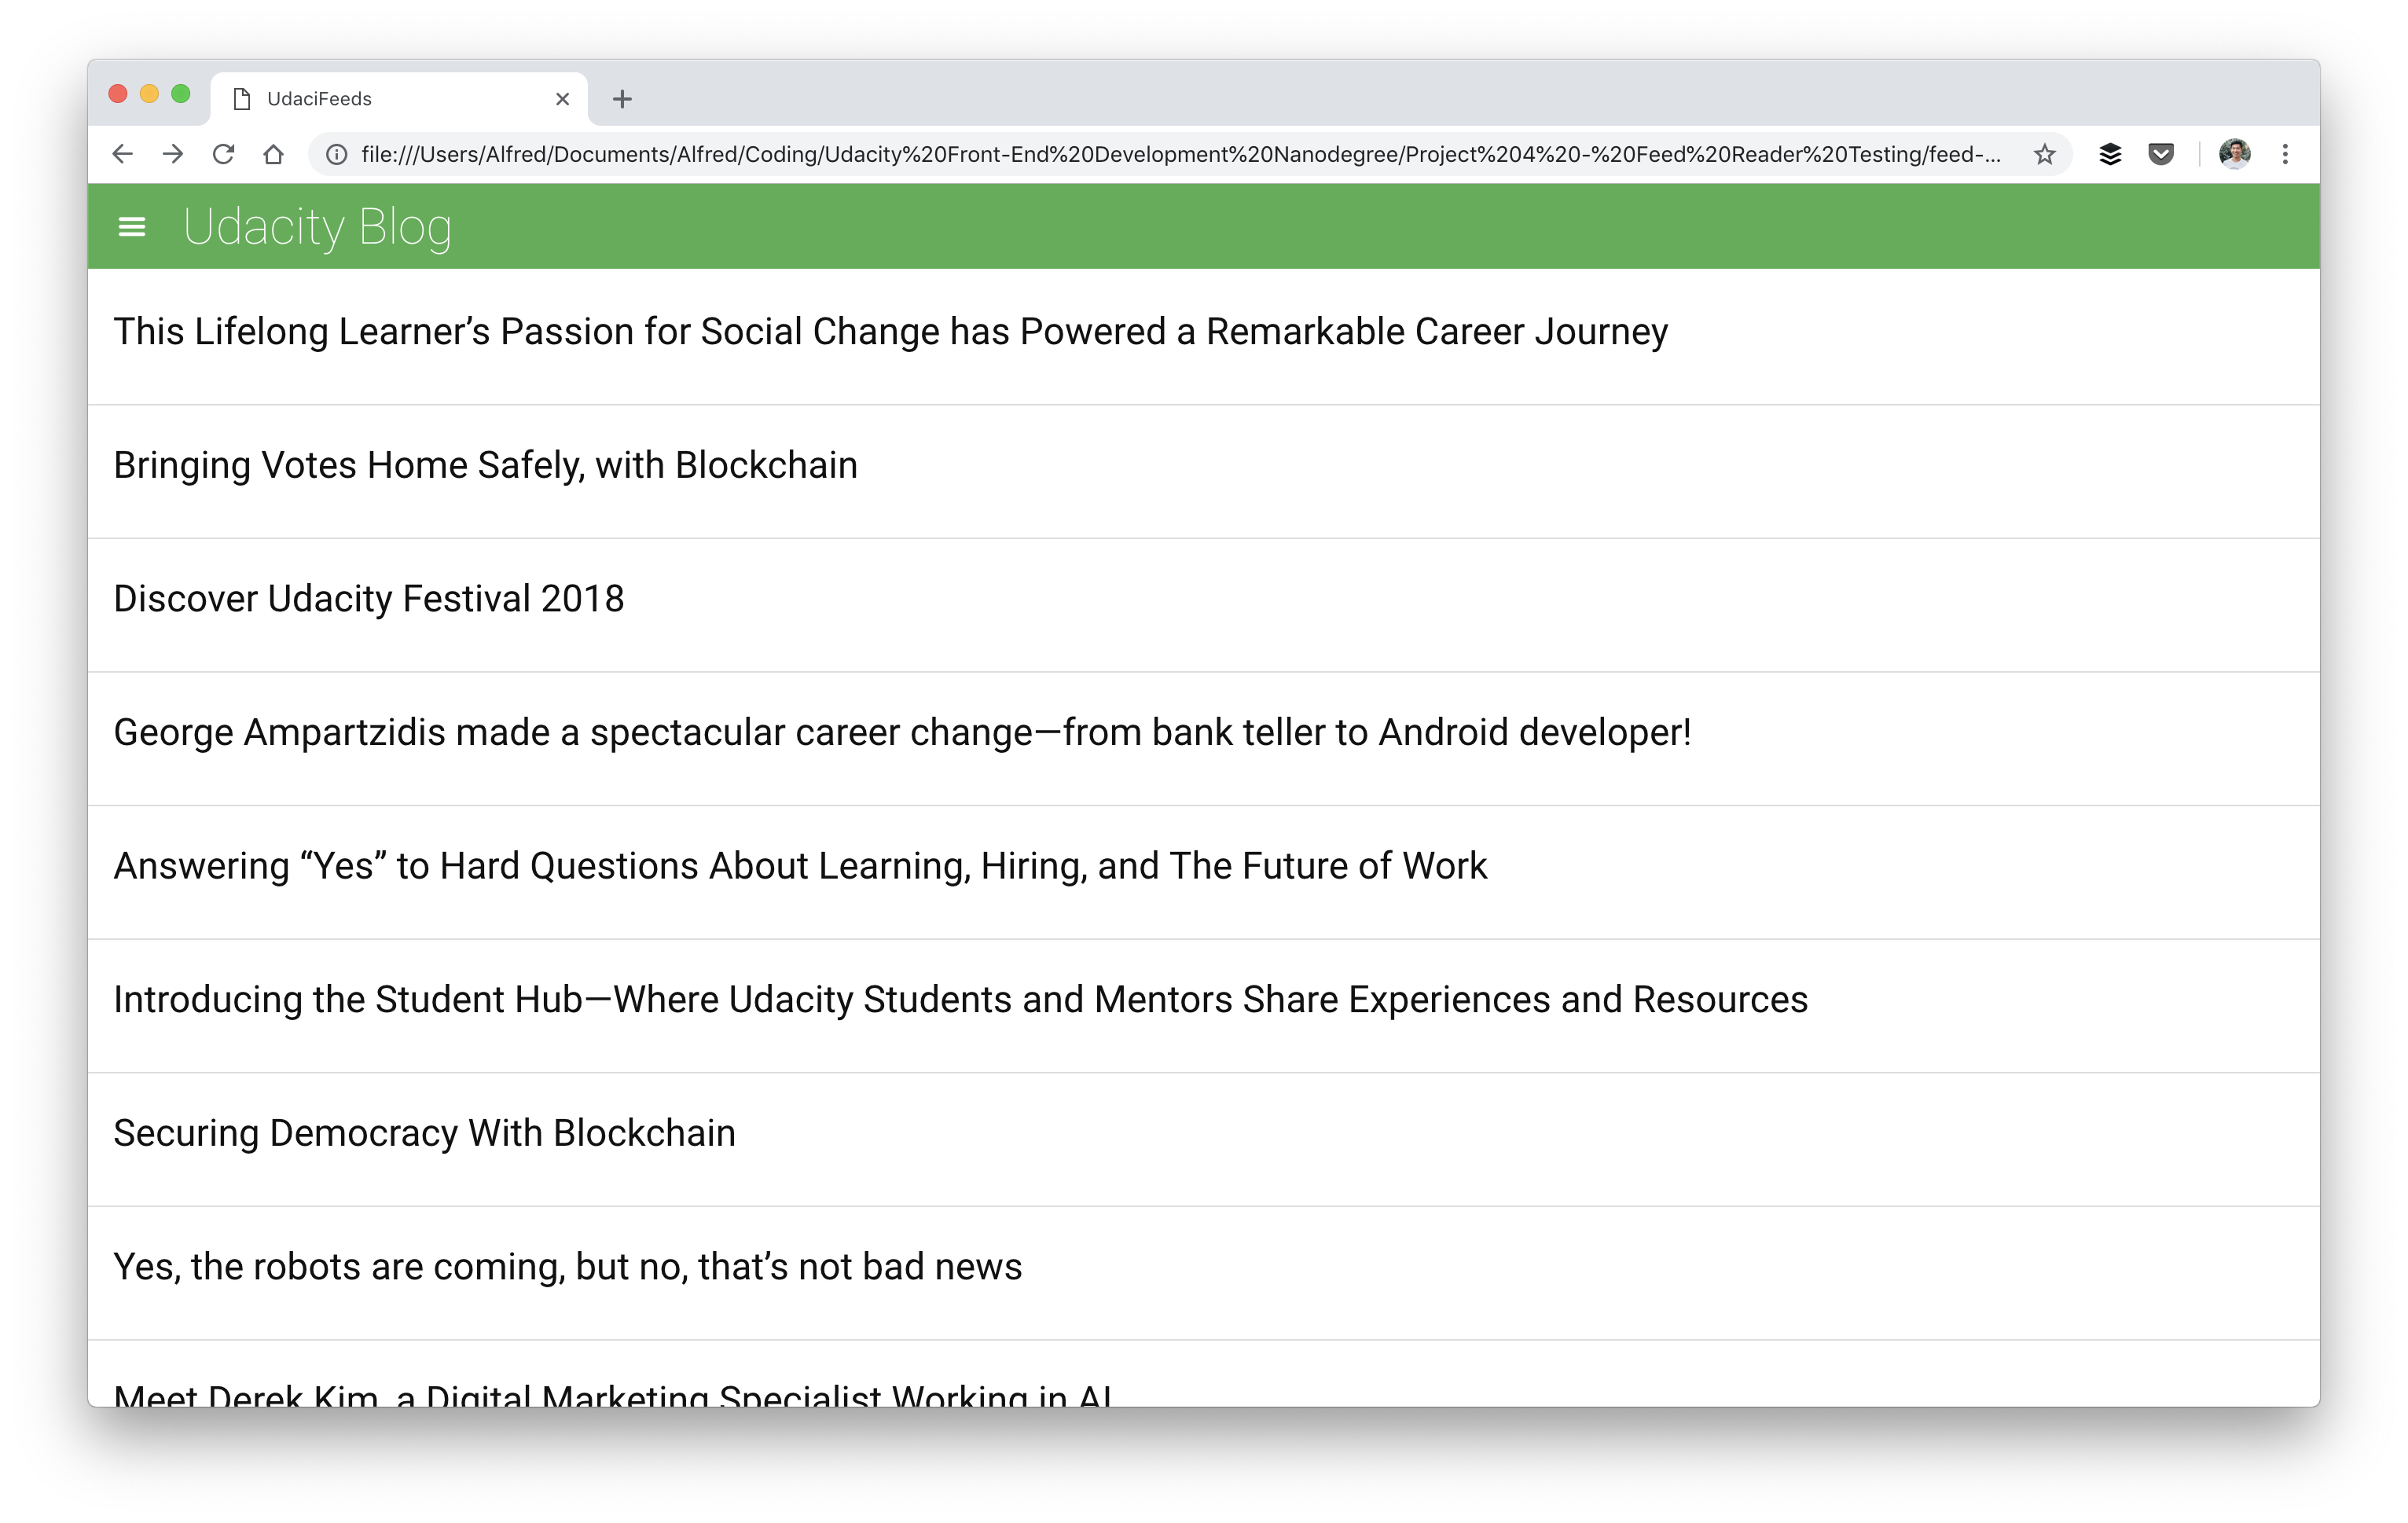 UdaciFeeds
file:///Users/Alfred/Documents/Alfred/Coding/Udacity%20Front-End%20Development%20Nanodegree/Project%204%20-%20Feed%20Reader%20Testing/feed-...
Udacity Blog
This Lifelong Learner’s Passion for Social Change has Powered a Remarkable Career Journey
Bringing Votes Home Safely, with Blockchain
Discover Udacity Festival 2018
George Ampartzidis made a spectacular career change—from bank teller to Android developer!
Answering “Yes” to Hard Questions About Learning, Hiring, and The Future of Work
Introducing the Student Hub—Where Udacity Students and Mentors Share Experiences and Resources
Securing Democracy With Blockchain
Yes, the robots are coming, but no, that’s not bad news
Meet Derek Kim, a Digital Marketing Specialist Working in AI